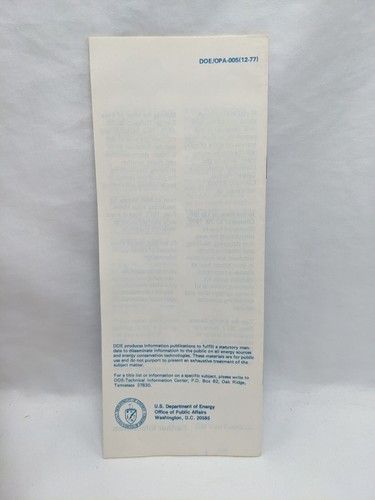 DOE/OPA-005(12-77)
DOE produces information publications to fulfill a statutory man-
date to disseminate information to the public on all energy sources
and energy conservation technologies. These materials are for public
use and do not purport to present an exhaustive treatment of the
subject matter.
For a title list or information on a specific subject, please write to
DOE-Technical Information Center, P.O. Box 62, Oak Ridge,
Tennessee 37830.
U.S. Department of Energy
Office of Public Affairs
Washington, D.C. 20585